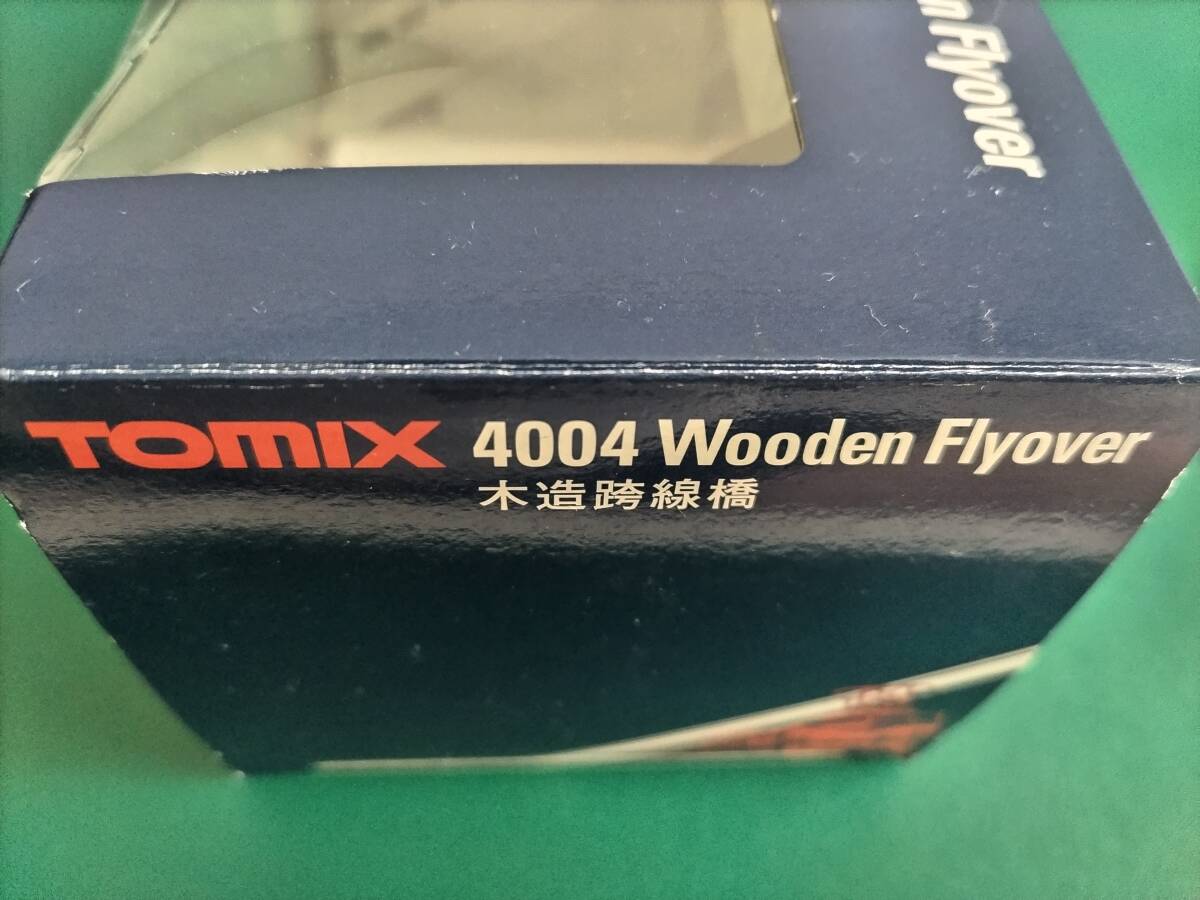 n Flyover
TOMIX 4004 Wooden Flyover
木造跨線橋